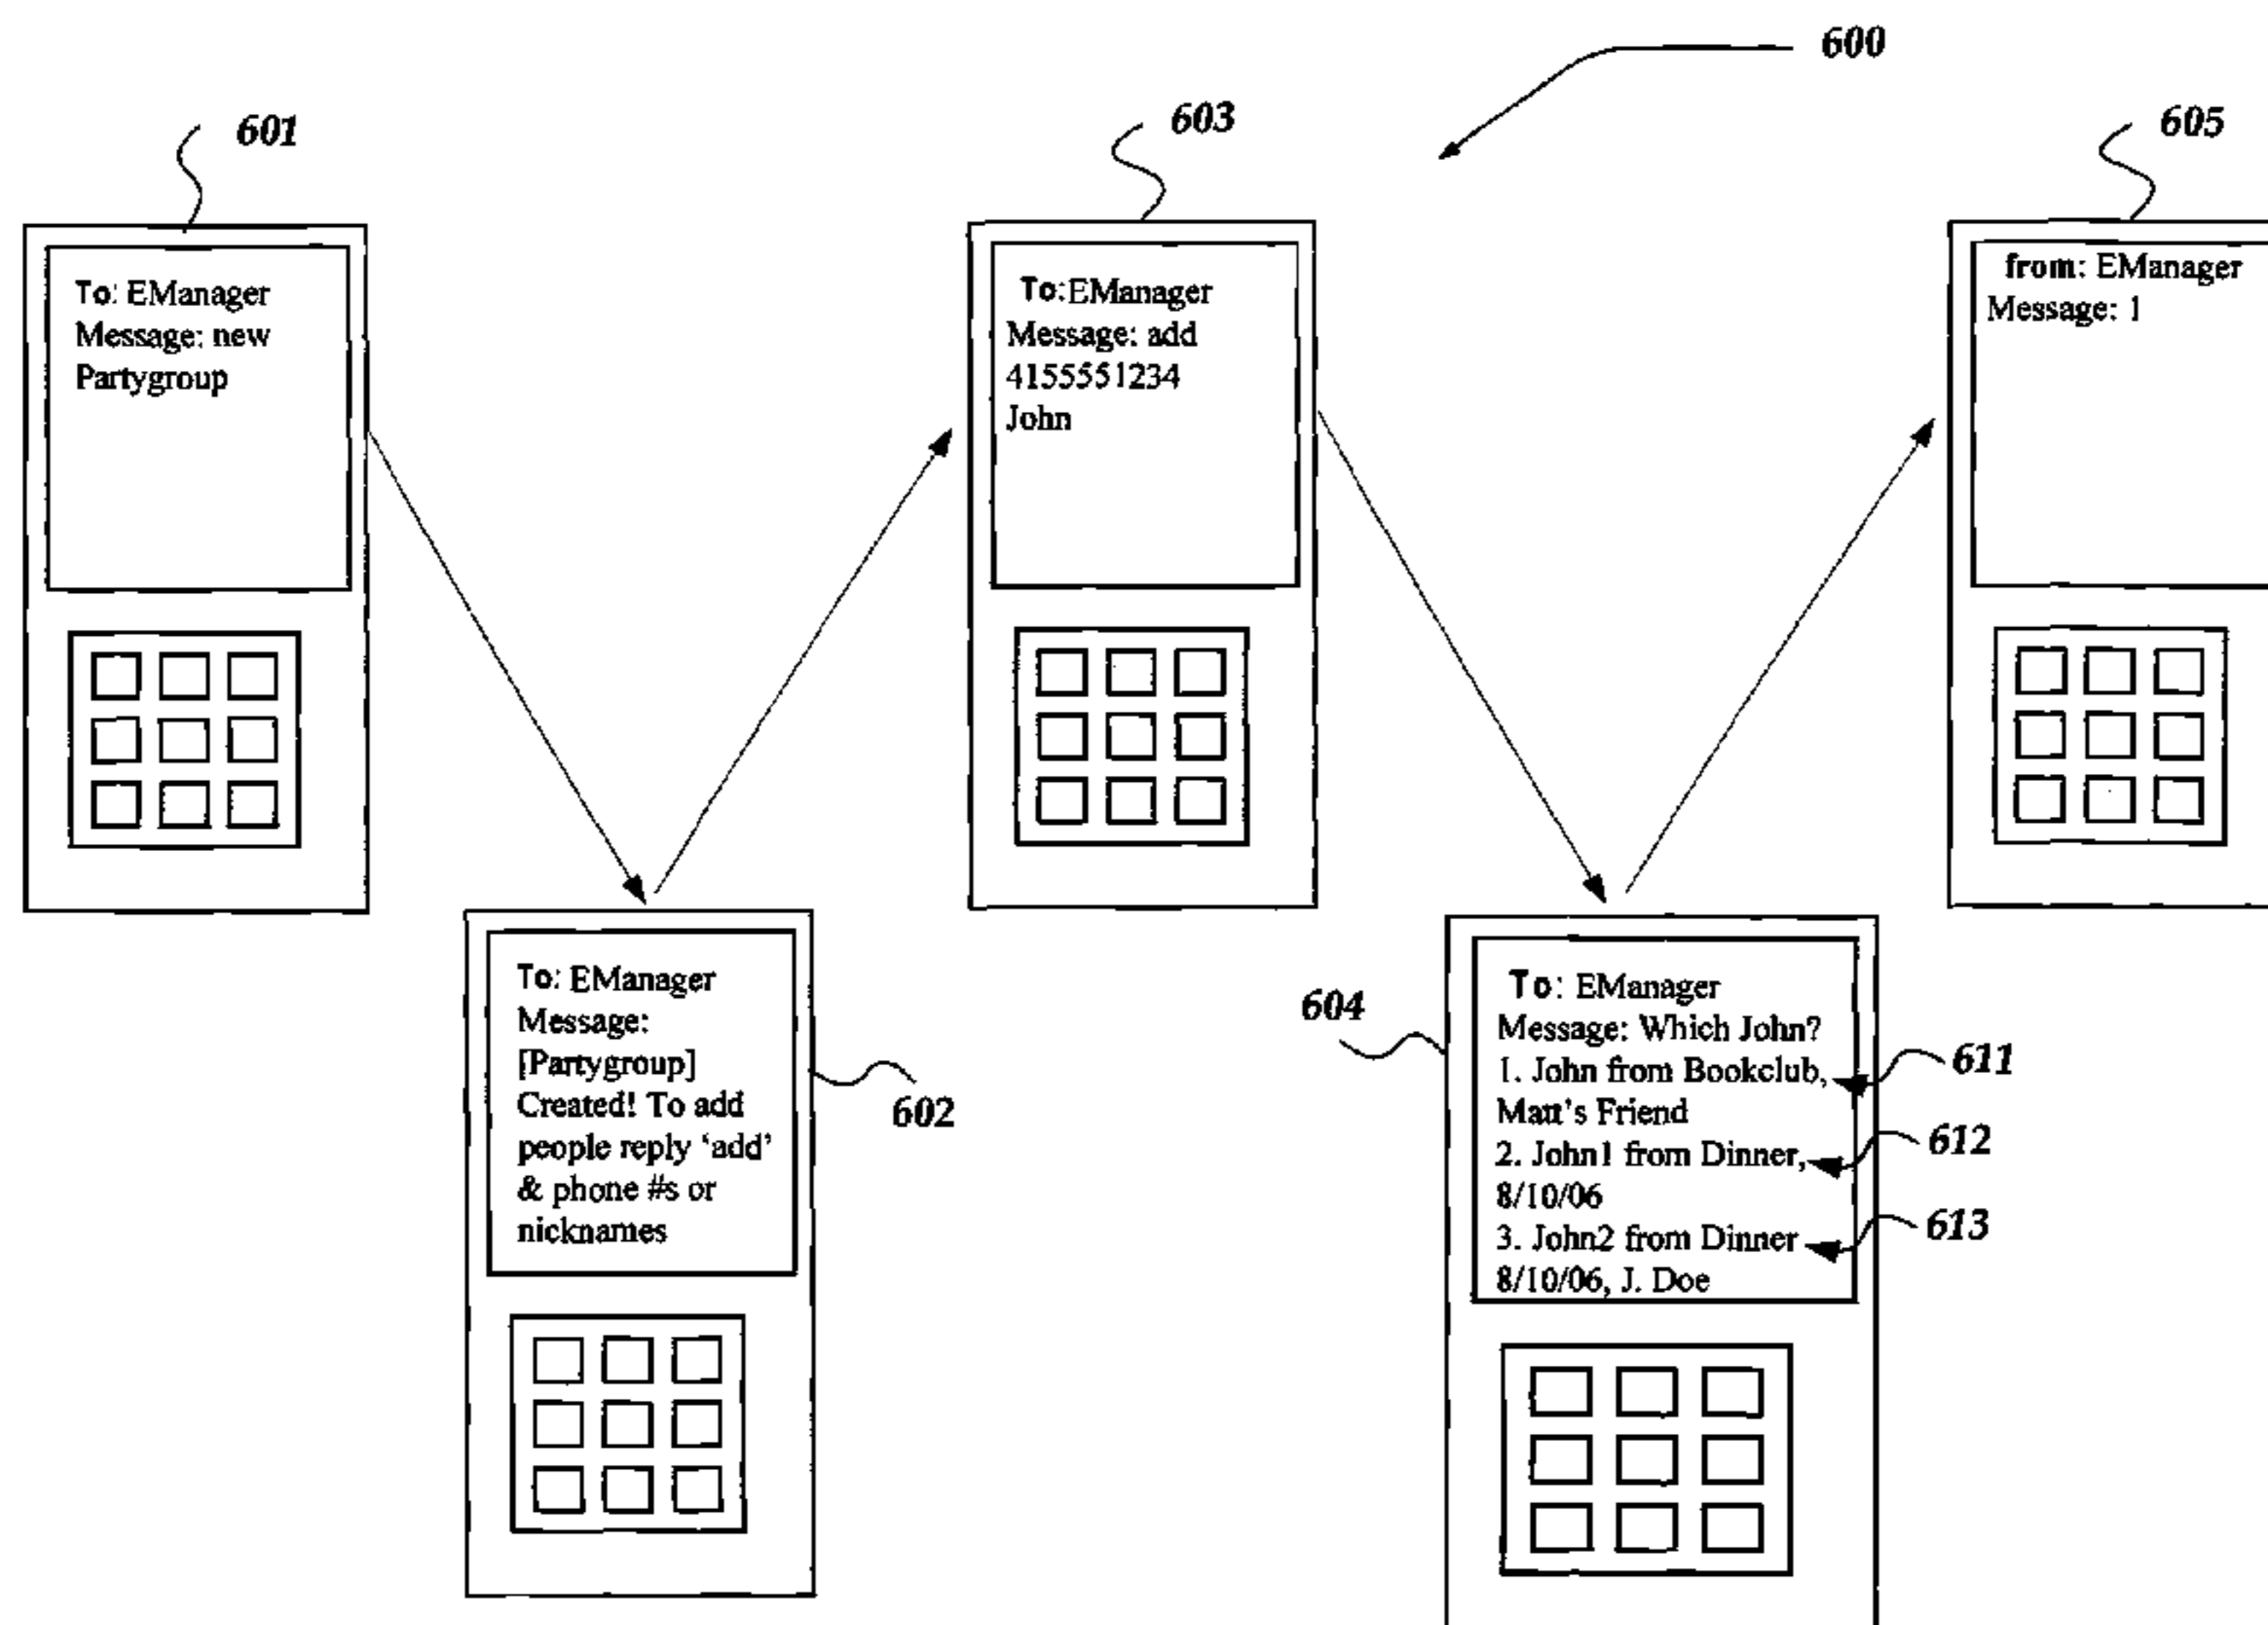 600
601
To: EManager
Message: new
Partygroup
603
To:EManager
Message: add
4155551234
John
605
from: EManager
Message: 1
602
To: EManager
Message:
[Partygroup]
Created! To add
people reply ‘add’
& phone #s or
nicknames
604
To: EManager
Message: Which John?
1. John from Bookclub,
Matt’s Friend
2. John1 from Dinner,
8/10/06
3. John2 from Dinner
8/10/06, J. Doe
611
612
613